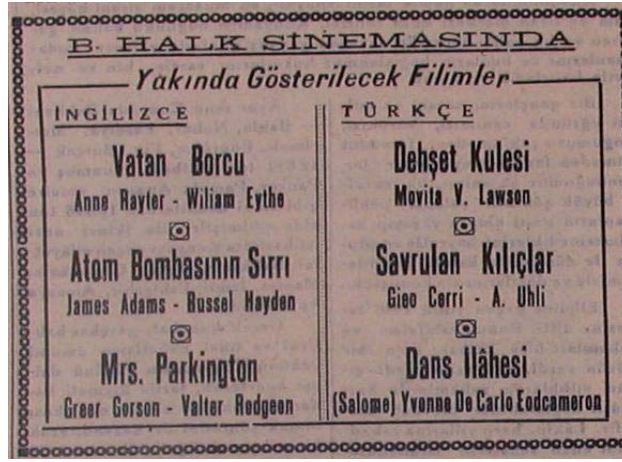 B. HALK SİNEMASINDA
Yakında Gösterilecek Filimler
İNGİLİZCE
Vatan Borcu
Anne Rayter - Wiliam Eythe
Atom Bombasının Sırrı
James Adams - Russel Hayden
Mrs. Parkington
Greer Gerson - Valter Rodgeon
TÜRKÇE
Dehşet Kulesi
Movita V. Lawson
Savrulan Kılıçlar
Gieo Cerri - A. Uhli
Dans İlâhesi
(Salome) Yvonne De Carlo Eodcameron